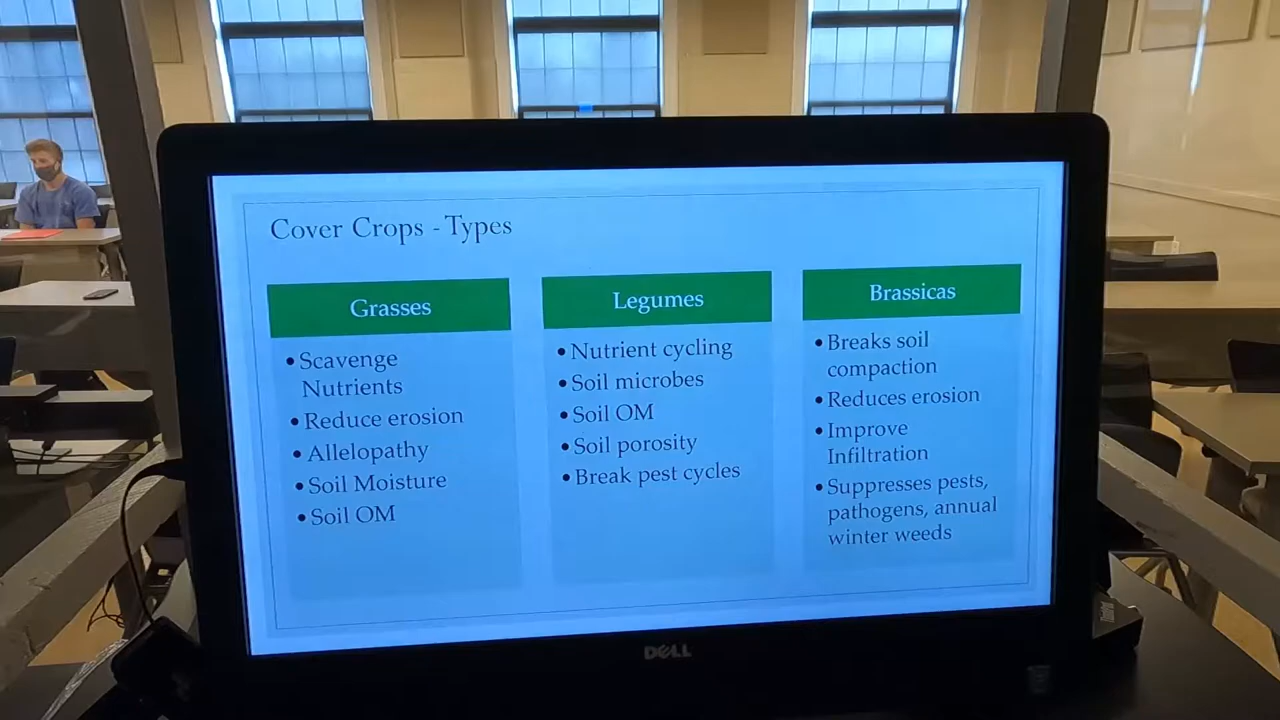 Cover Crops - Types
Grasses
• Scavenge
Nutrients
• Reduce erosion
• Allelopathy
• Soil Moisture
• Soil OM
Legumes
• Nutrient cycling
• Soil microbes
• Soil OM
• Soil porosity
• Break pest cycles
Brassicas
• Breaks soil
compaction
• Reduces erosion
• Improve
Infiltration
• Suppresses pests,
pathogens, annual
winter weeds
DELL